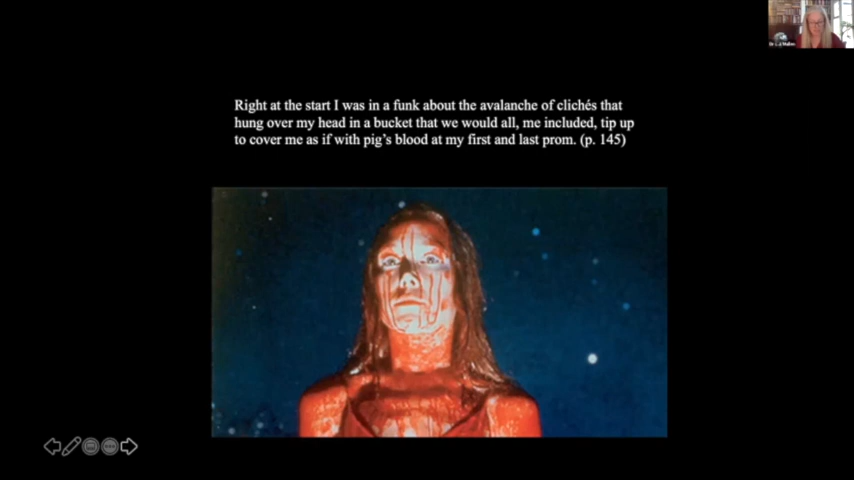 Right at the start I was in a funk about the avalanche of clichés that
hung over my head in a bucket that we would all, me included, tip up
to cover me as if with pig’s blood at my first and last prom. (p. 145)